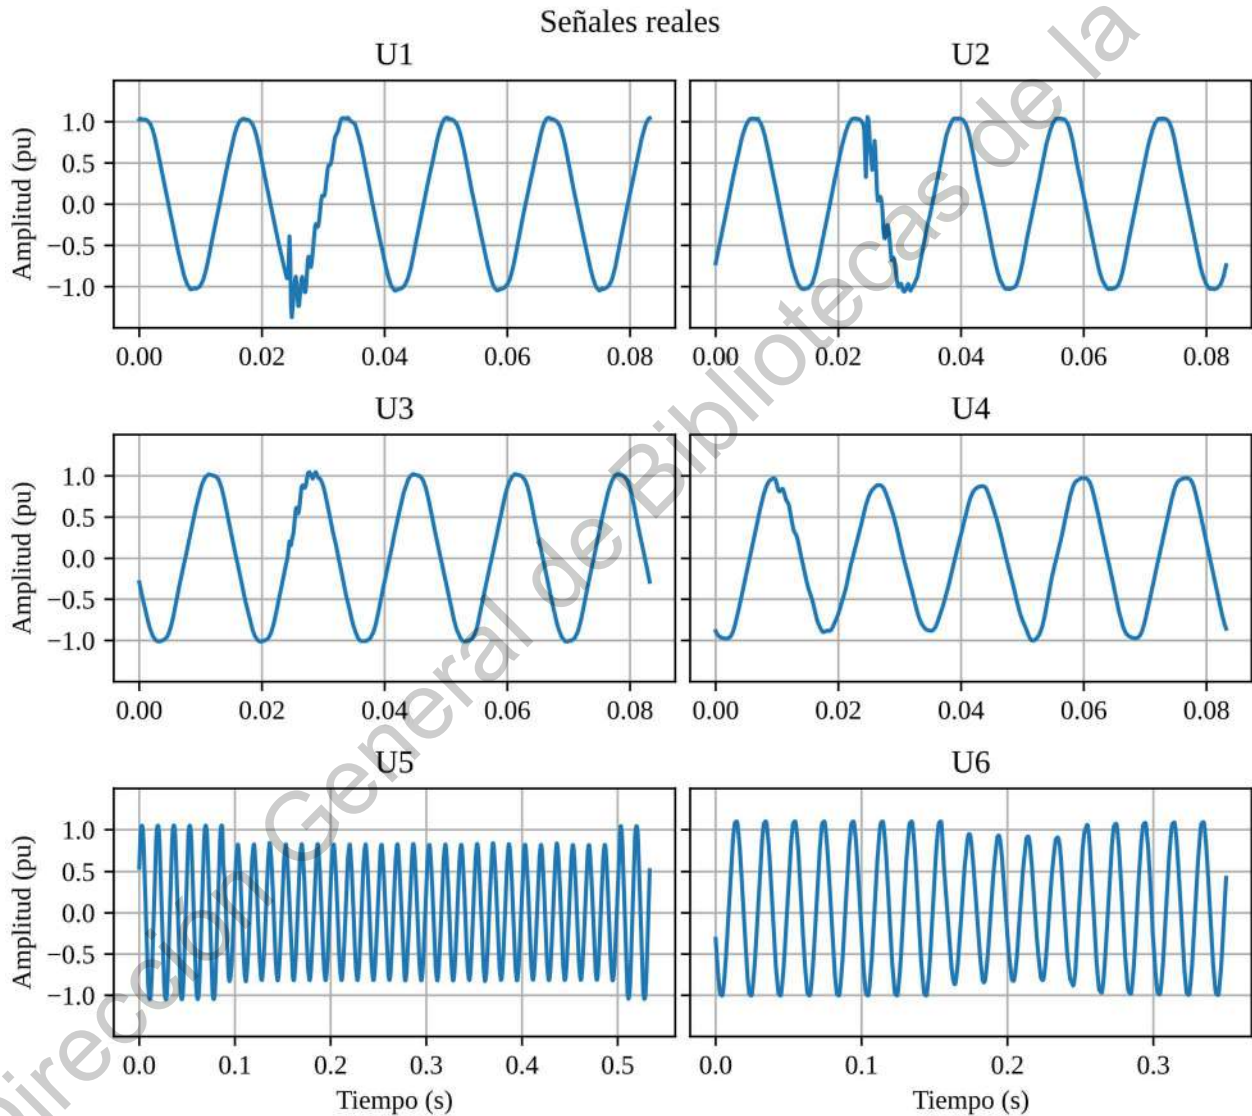 Señales reales
U1
U2
Amplitud (pu)
1.0
0.5
0.0
−0.5
−1.0
0.00 0.02 0.04 0.06 0.08
0.00 0.02 0.04 0.06 0.08
U3
U4
Amplitud (pu)
1.0
0.5
0.0
−0.5
−1.0
0.00 0.02 0.04 0.06 0.08
0.00 0.02 0.04 0.06 0.08
U5
U6
Amplitud (pu)
1.0
0.5
0.0
−0.5
−1.0
0.0 0.1 0.2 0.3 0.4 0.5
0.0 0.1 0.2 0.3
Tiempo (s)
Tiempo (s)
Dirección General de Bibliotecas de la